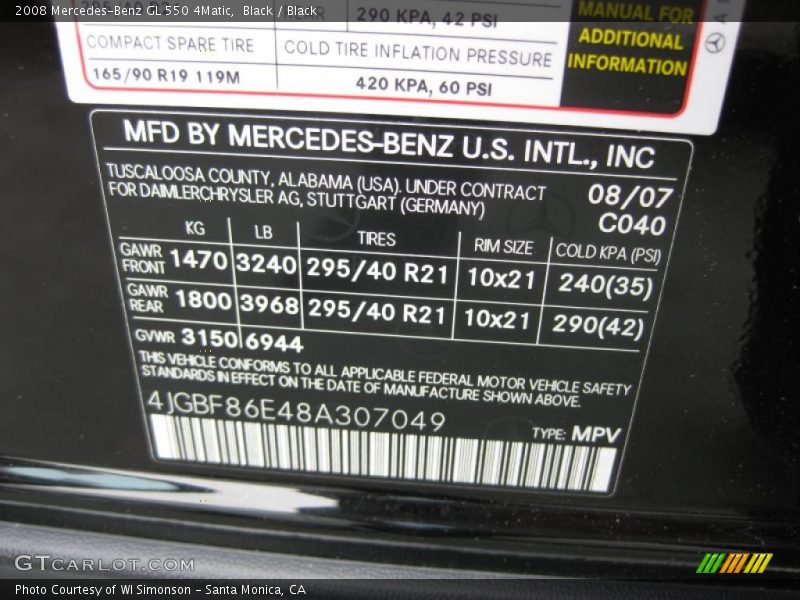 2008 Mercedes-Benz GL 550 4Matic,  Black / Black
290 KPA, 42 PSI
MANUAL FOR
ADDITIONAL
INFORMATION
COMPACT SPARE TIRE
COLD TIRE INFLATION PRESSURE
165/90 R19 119M
420 KPA, 60 PSI
MFD BY MERCEDES-BENZ U.S. INTL., INC
TUSCALOOSA COUNTY, ALABAMA (USA). UNDER CONTRACT
FOR DAIMLERCHRYSLER AG, STUTTGART (GERMANY)
08/07
C040
KG LB TIRES RIM SIZE COLD KPA (PSI)
GAWR FRONT 1470 3240 295/40 R21 10x21 240(35)
GAWR REAR 1800 3968 295/40 R21 10x21 290(42)
GVWR 3150 6944
THIS VEHICLE CONFORMS TO ALL APPLICABLE FEDERAL MOTOR VEHICLE SAFETY
STANDARDS IN EFFECT ON THE DATE OF MANUFACTURE SHOWN ABOVE.
4JGBF86E48A307049
TYPE: MPV
GTCARLOT.COM
Photo Courtesy of WI Simonson - Santa Monica, CA